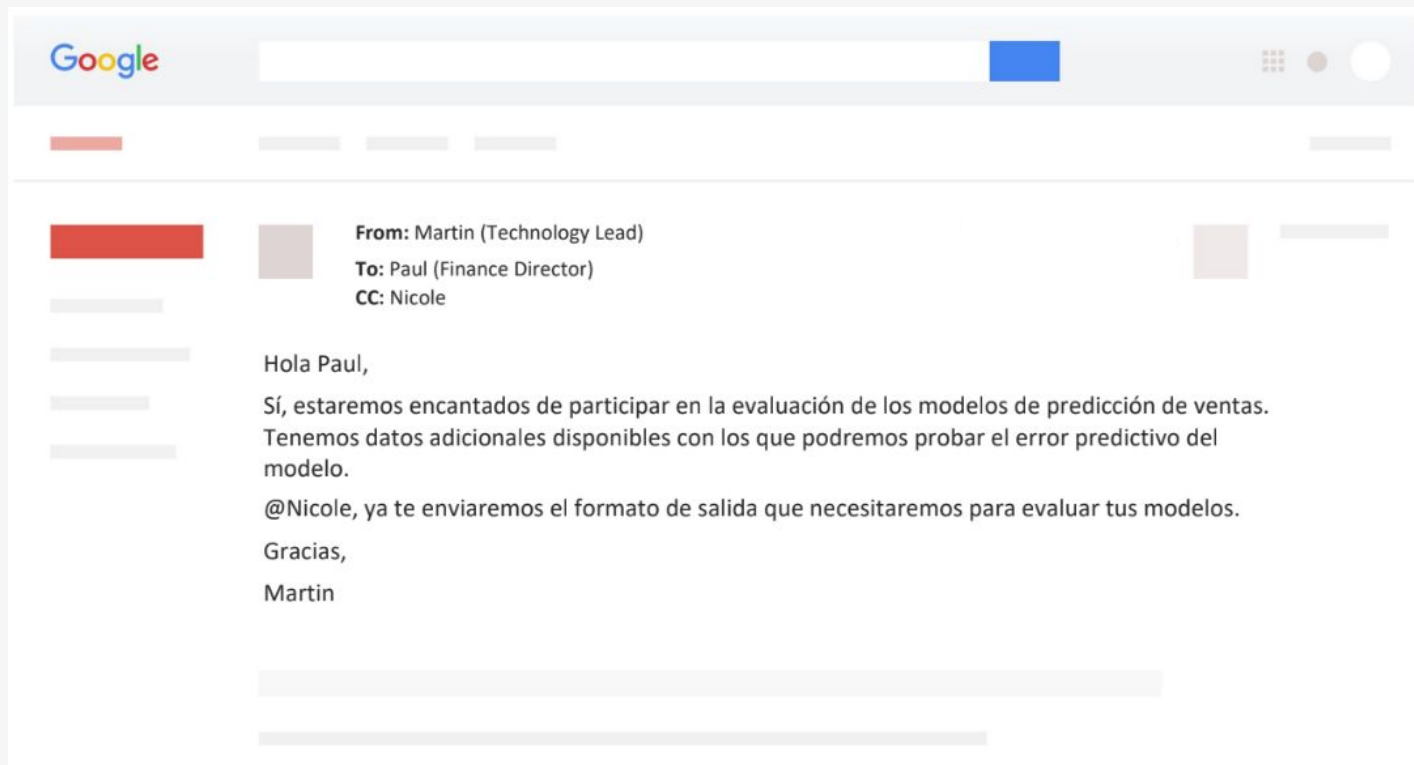 Google
From: Martin (Technology Lead)
To: Paul (Finance Director)
CC: Nicole
Hola Paul,
Sí, estaremos encantados de participar en la evaluación de los modelos de predicción de ventas.
Tenemos datos adicionales disponibles con los que podremos probar el error predictivo del
modelo.
@Nicole, ya te enviaremos el formato de salida que necesitaremos para evaluar tus modelos.
Gracias,
Martin